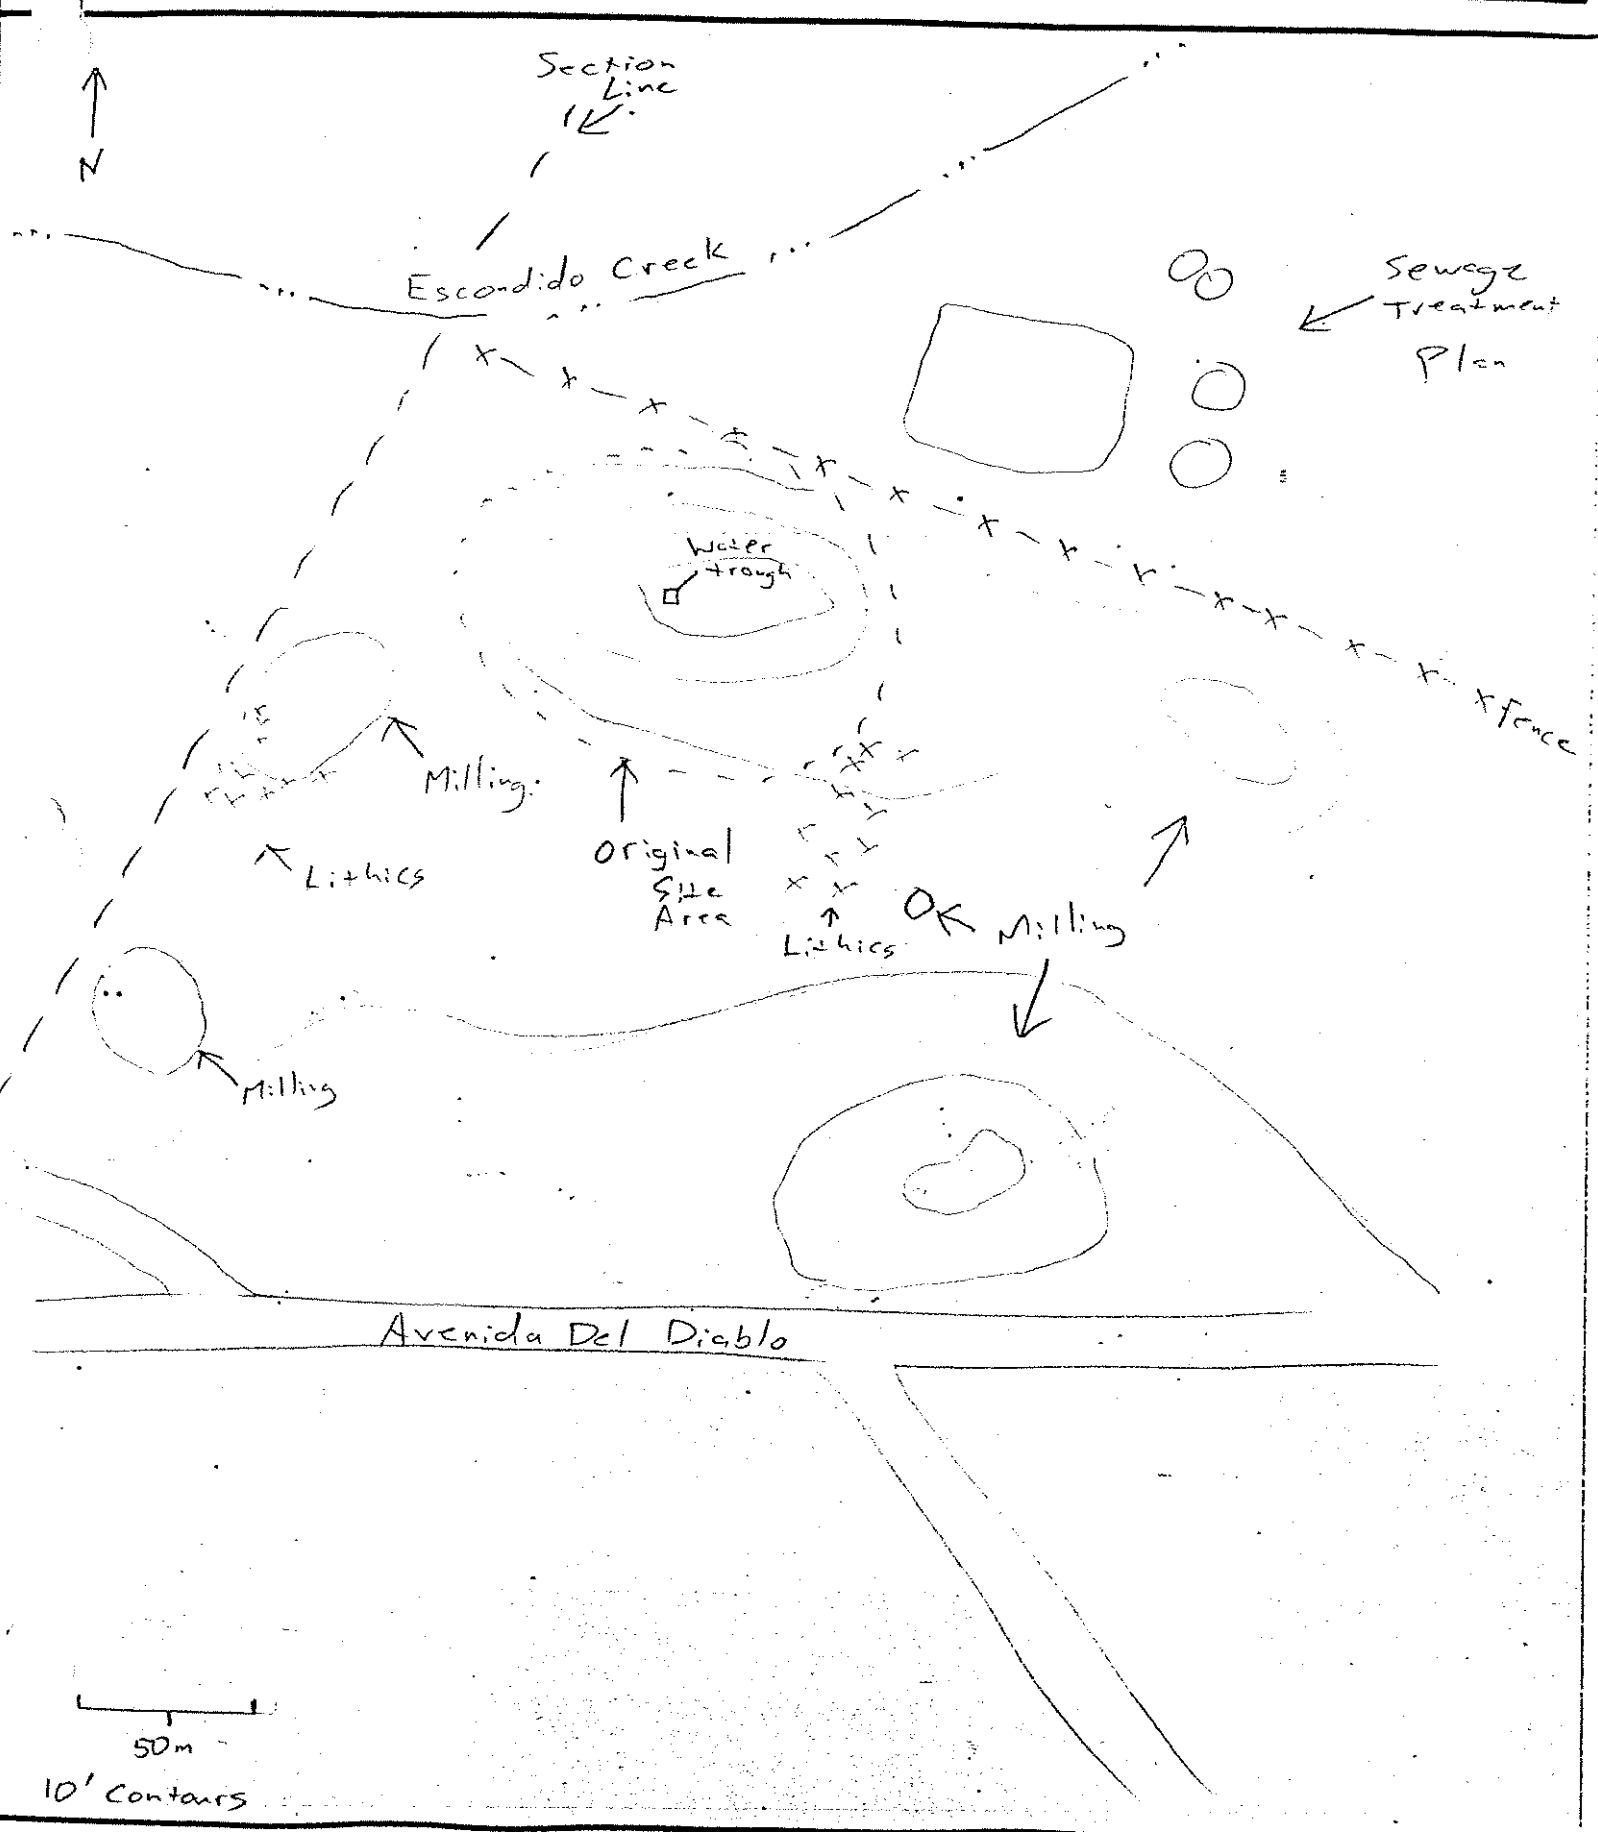 Section
Line
N
Escondido Creek
Sewage
Treatment
Plan
Water
trough
fence
Milling
Original
Site
Area
Lithics
Milling
Lithics
Milling
Avenida Del Diablo
50m
10' Contours